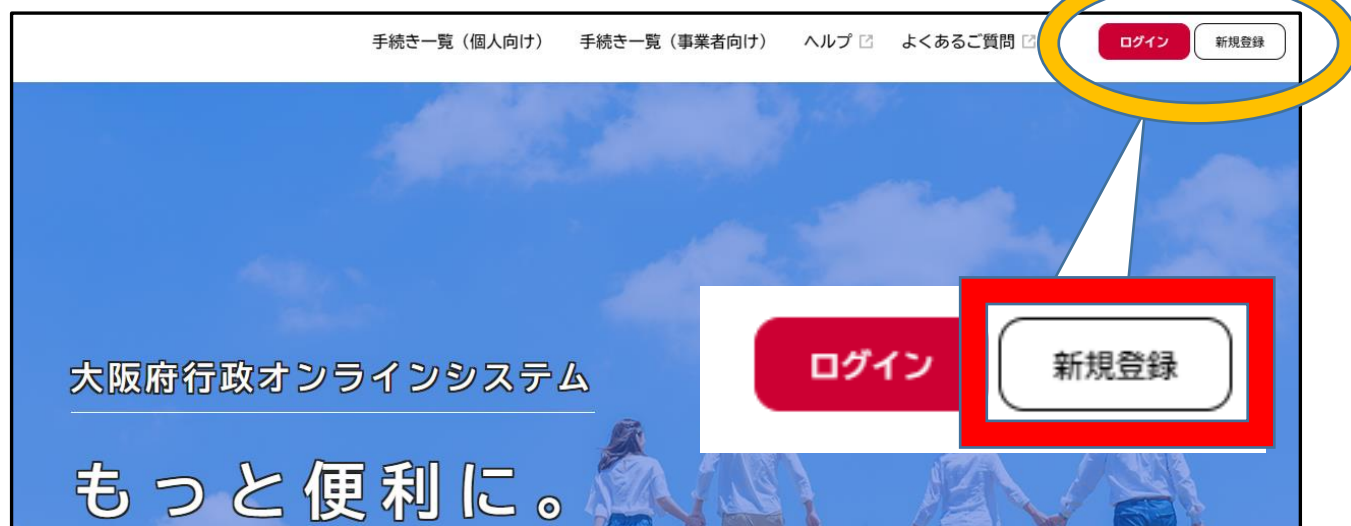 手続き一覧（個人向け） 手続き一覧（事業者向け） ヘルプ よくあるご質問 ログイン 新規登録
ログイン 新規登録
大阪府行政オンラインシステム
もっと便利に。